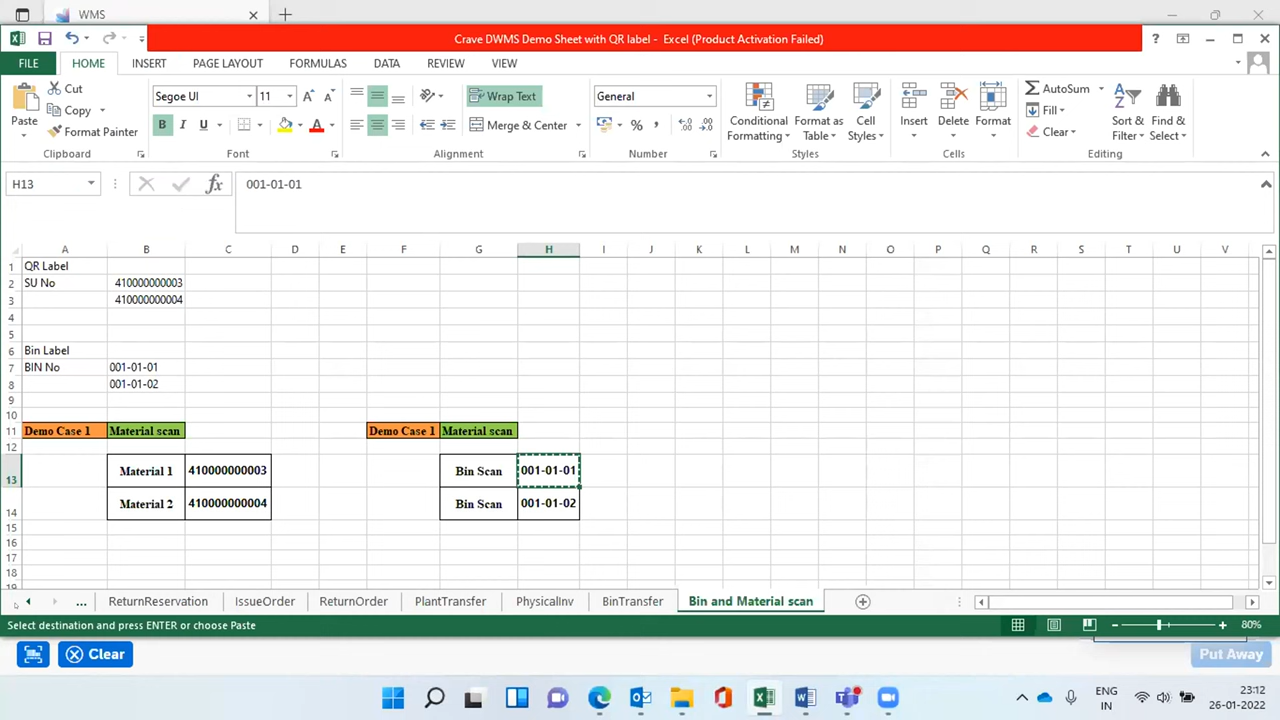 WMS
Crave DWMS Demo Sheet with QR label - Excel (Product Activation Failed)
FILE HOME INSERT PAGE LAYOUT FORMULAS DATA REVIEW VIEW
Paste
Cut
Copy
Format Painter
Segoe UI 11
B I U
A A
Wrap Text
Merge & Center
General
% ,
Conditional Formatting
Format as Table
Cell Styles
Insert
Delete
Format
AutoSum
Fill
Clear
Sort & Filter
Find & Select
Clipboard Font Alignment Number Styles Cells Editing
H13 fx 001-01-01
A B C D E F G H I J K L M N O P Q R S T U V
1 QR Label
2 SU No 410000000003
3 410000000004
4
5
6 Bin Label
7 BIN No 001-01-01
8 001-01-02
9
10
11 Demo Case 1 Material scan Demo Case 1 Material scan
12
13 Material 1 410000000003 Bin Scan 001-01-01
14 Material 2 410000000004 Bin Scan 001-01-02
15
16
17
18
19
... ReturnReservation IssueOrder ReturnOrder PlantTransfer PhysicalInv BinTransfer Bin and Material scan
Select destination and press ENTER or choose Paste 80%
Clear Put Away
ENG 23:12
IN 26-01-2022